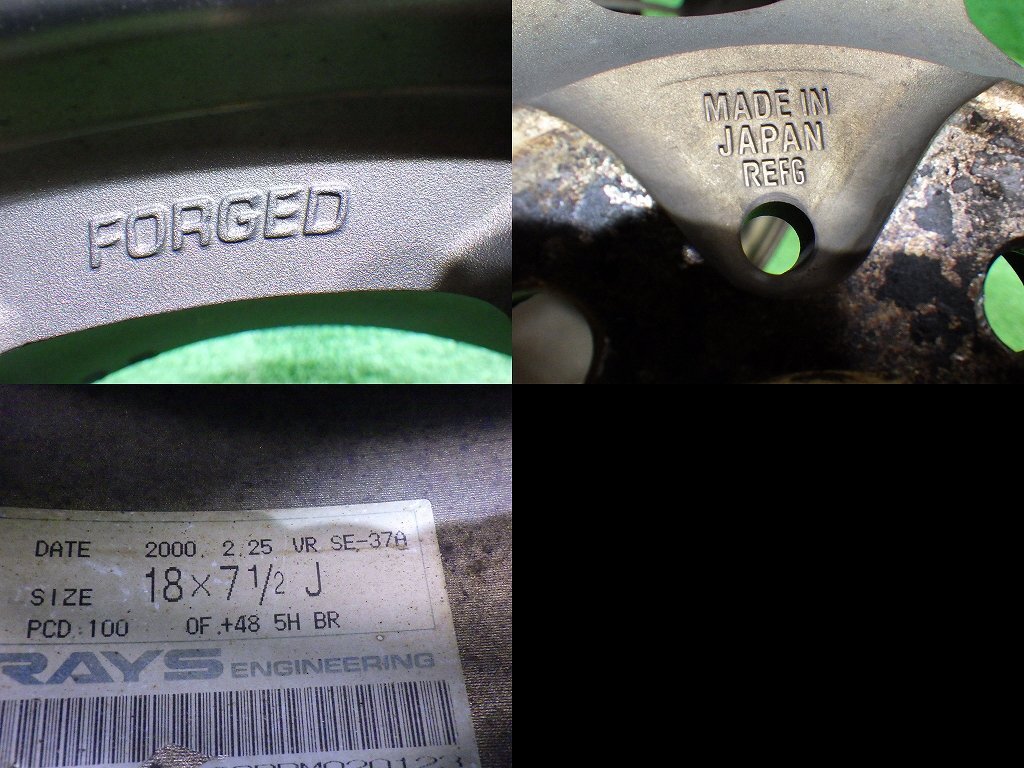 FORGED
MADE IN
JAPAN
REFG
DATE 2000. 2.25 VR SE-37A
SIZE 18×7 1/2 J
PCD:100 OF.+48 5H BR
RAYS ENGINEERING